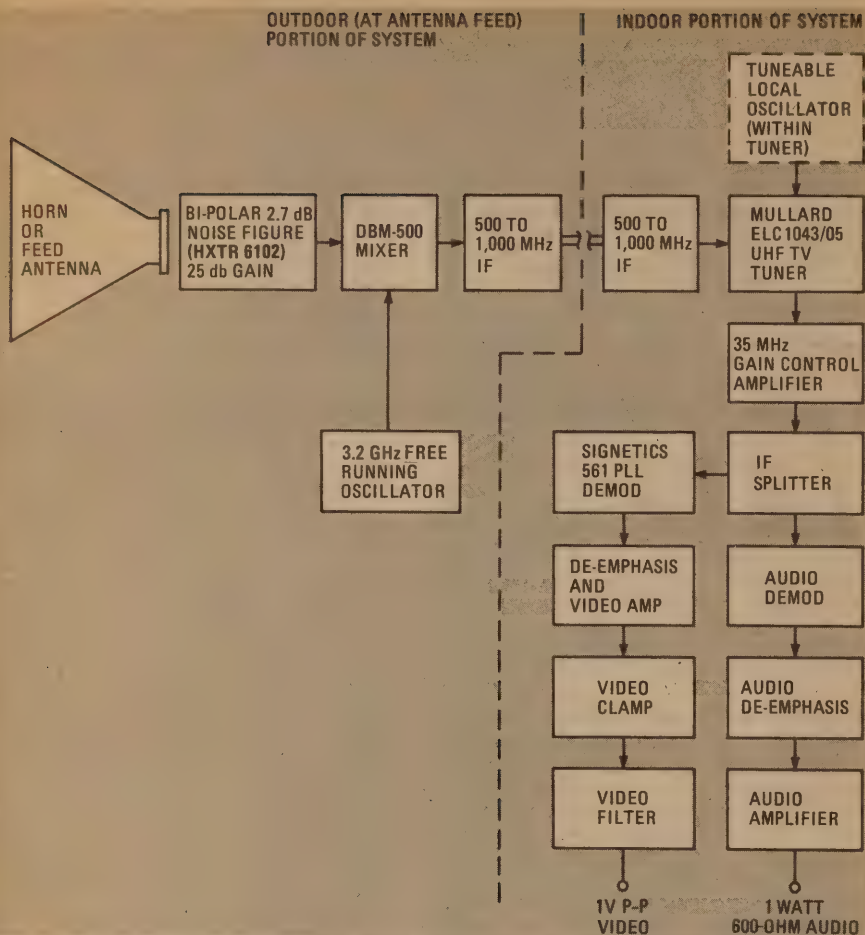 OUTDOOR (AT ANTENNA FEED)
PORTION OF SYSTEM
INDOOR PORTION OF SYSTEM
TUNEABLE
LOCAL
OSCILLATOR
(WITHIN
TUNER)
HORN
OR
FEED
ANTENNA
BI-POLAR 2.7 dB
NOISE FIGURE
(HXTR 6102)
25 db GAIN
DBM-500
MIXER
500 TO
1,000 MHz
IF
500 TO
1,000 MHz
IF
MULLARD
ELC1043/05
UHF TV
TUNER
35 MHz
GAIN CONTROL
AMPLIFIER
3.2 GHz FREE
RUNNING
OSCILLATOR
SIGNETICS
561 PLL
DEMOD
IF
SPLITTER
DE-EMPHASIS
AND
VIDEO AMP
AUDIO
DEMOD
VIDEO
CLAMP
AUDIO
DE-EMPHASIS
VIDEO
FILTER
AUDIO
AMPLIFIER
1V P-P
VIDEO
1 WATT
600-OHM AUDIO